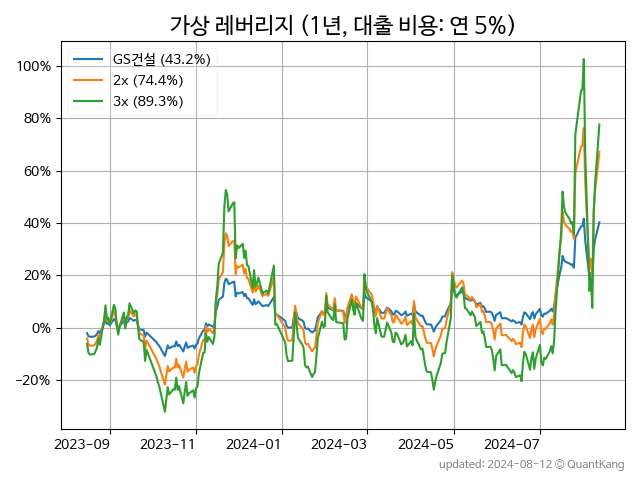 가상 레버리지 (1년, 대출 비용: 연 5%)
GS건설 (43.2%)
2x (74.4%)
3x (89.3%)
100%
80%
60%
40%
20%
0%
−20%
2023-09
2023-11
2024-01
2024-03
2024-05
2024-07
updated: 2024-08-12 © QuantKang